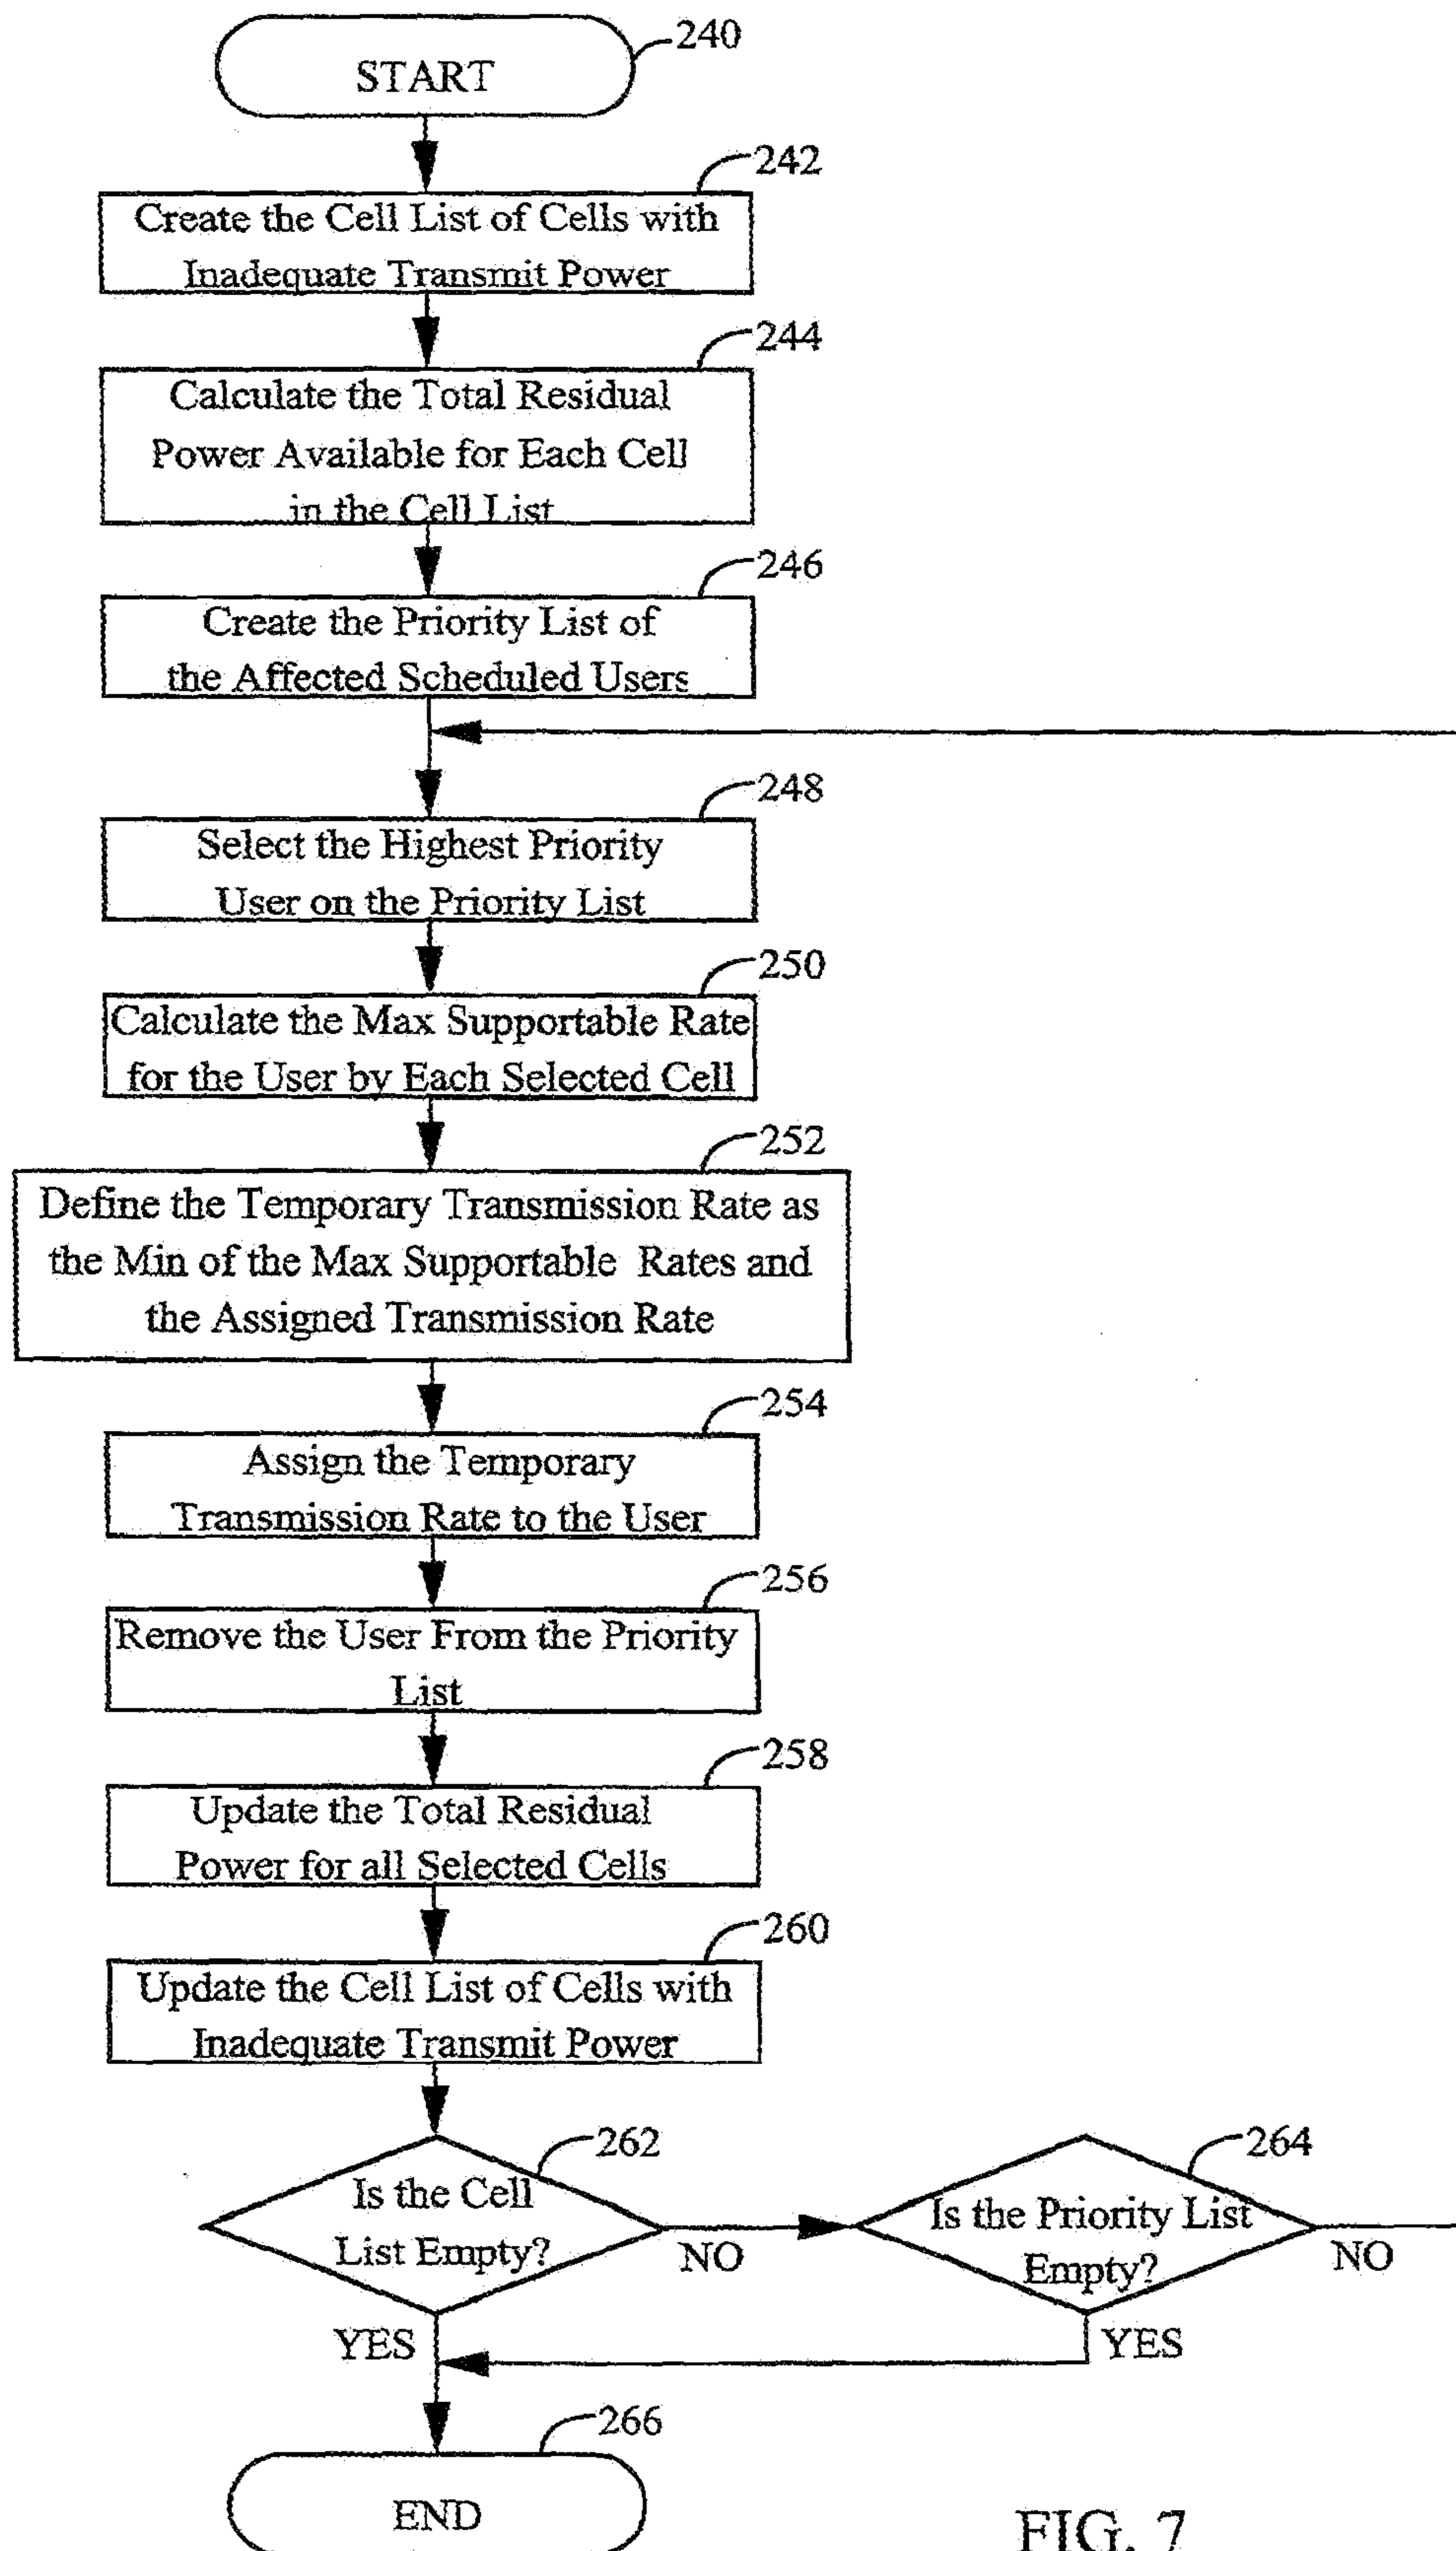 START
240
242
Create the Cell List of Cells with
Inadequate Transmit Power
244
Calculate the Total Residual
Power Available for Each Cell
in the Cell List
246
Create the Priority List of
the Affected Scheduled Users
248
Select the Highest Priority
User on the Priority List
250
Calculate the Max Supportable Rate
for the User by Each Selected Cell
252
Define the Temporary Transmission Rate as
the Min of the Max Supportable Rates and
the Assigned Transmission Rate
254
Assign the Temporary
Transmission Rate to the User
256
Remove the User From the Priority
List
258
Update the Total Residual
Power for all Selected Cells
260
Update the Cell List of Cells with
Inadequate Transmit Power
262
Is the Cell
List Empty?
NO
YES
264
Is the Priority List
Empty?
NO
YES
266
END
FIG. 7